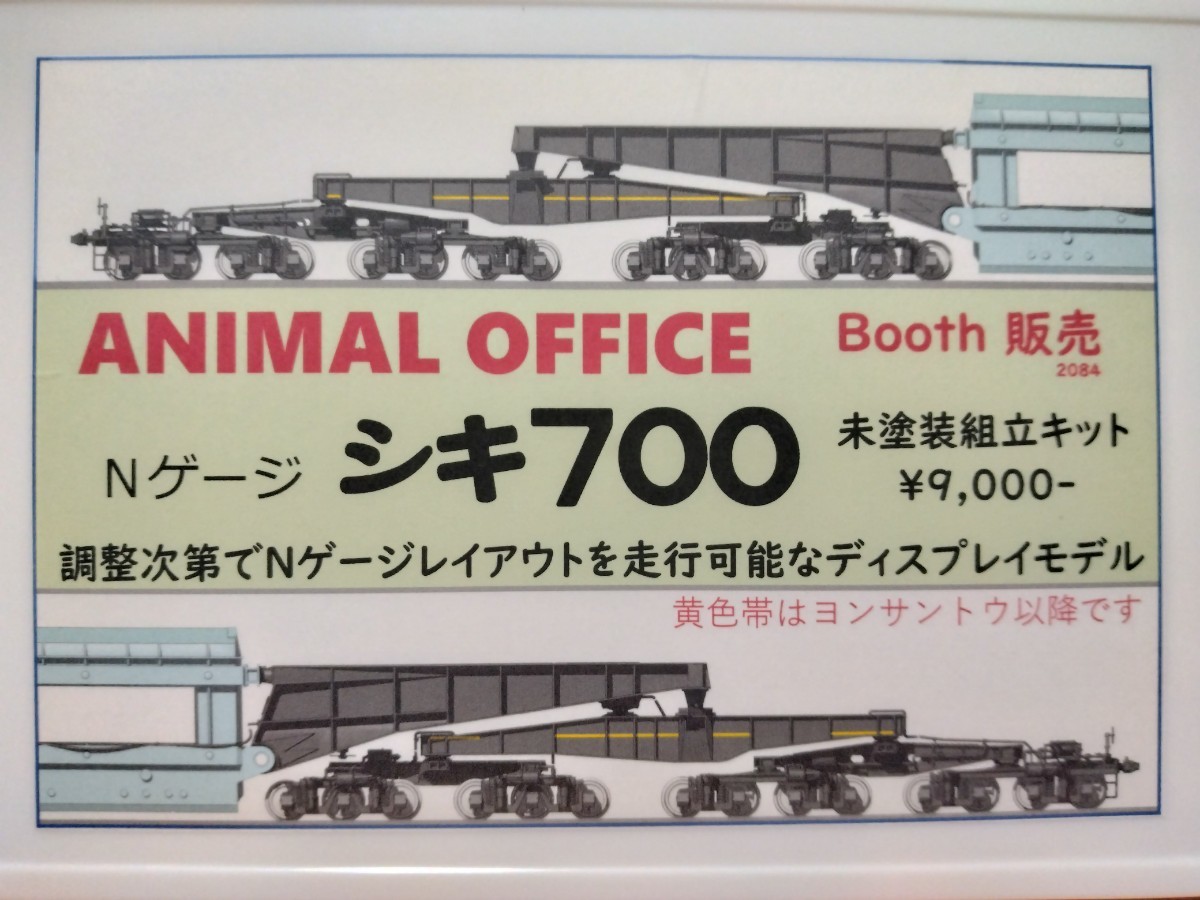 ANIMAL OFFICE
Booth 販売
2084
Nゲージ シキ700
未塗装組立キット
¥9,000-
調整次第でNゲージレイアウトを走行可能なディスプレイモデル
黄色帯はヨンサントウ以降です